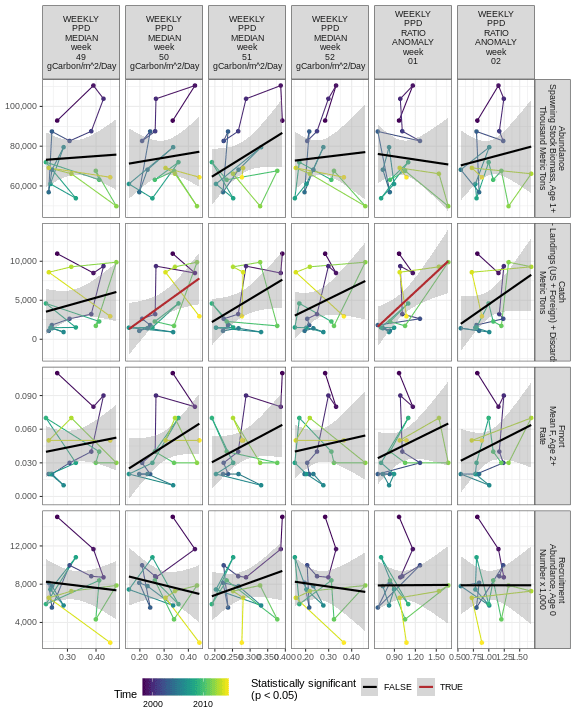 WEEKLY
PPD
MEDIAN
week
49
gCarbon/m^2/Day
WEEKLY
PPD
MEDIAN
week
50
gCarbon/m^2/Day
WEEKLY
PPD
MEDIAN
week
51
gCarbon/m^2/Day
WEEKLY
PPD
MEDIAN
week
52
gCarbon/m^2/Day
WEEKLY
PPD
RATIO
ANOMALY
week
01
WEEKLY
PPD
RATIO
ANOMALY
week
02
100,000
80,000
60,000
Abundance
Spawning Stock Biomass, Age 1+
Thousand Metric Tons
10,000
5,000
0
Catch
- Landings (US + Foreign) + Discard
Metric Tons
0.090
0.060
0.030
0.000
Fmort
Mean F, Age 2+
Rate
12,000
8,000
4,000
Recruitment
Abundance, Age 0
Number x 1,000
0.30 0.40
0.20 0.30 0.40
0.200 0.250 0.300 0.350 0.400
0.20 0.30 0.40
0.90 1.20 1.50
0.50 0.75 1.00 1.25 1.50
Time
2000 2010
Statistically significant
(p < 0.05)
FALSE
TRUE